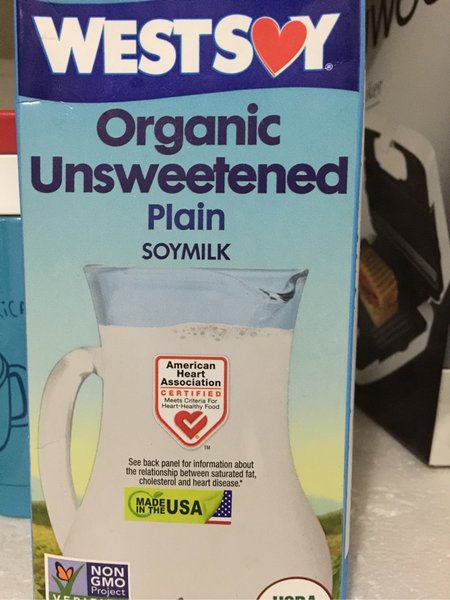 WESTSOY
Organic
Unsweetened
Plain
SOYMILK
American
Heart
Association
CERTIFIED
Meets Criteria For
Heart-Healthy Food
TM
See back panel for information about
the relationship between saturated fat,
cholesterol and heart disease.*
MADE
IN THE USA
NON
GMO
Project
VERIFIED
USDA